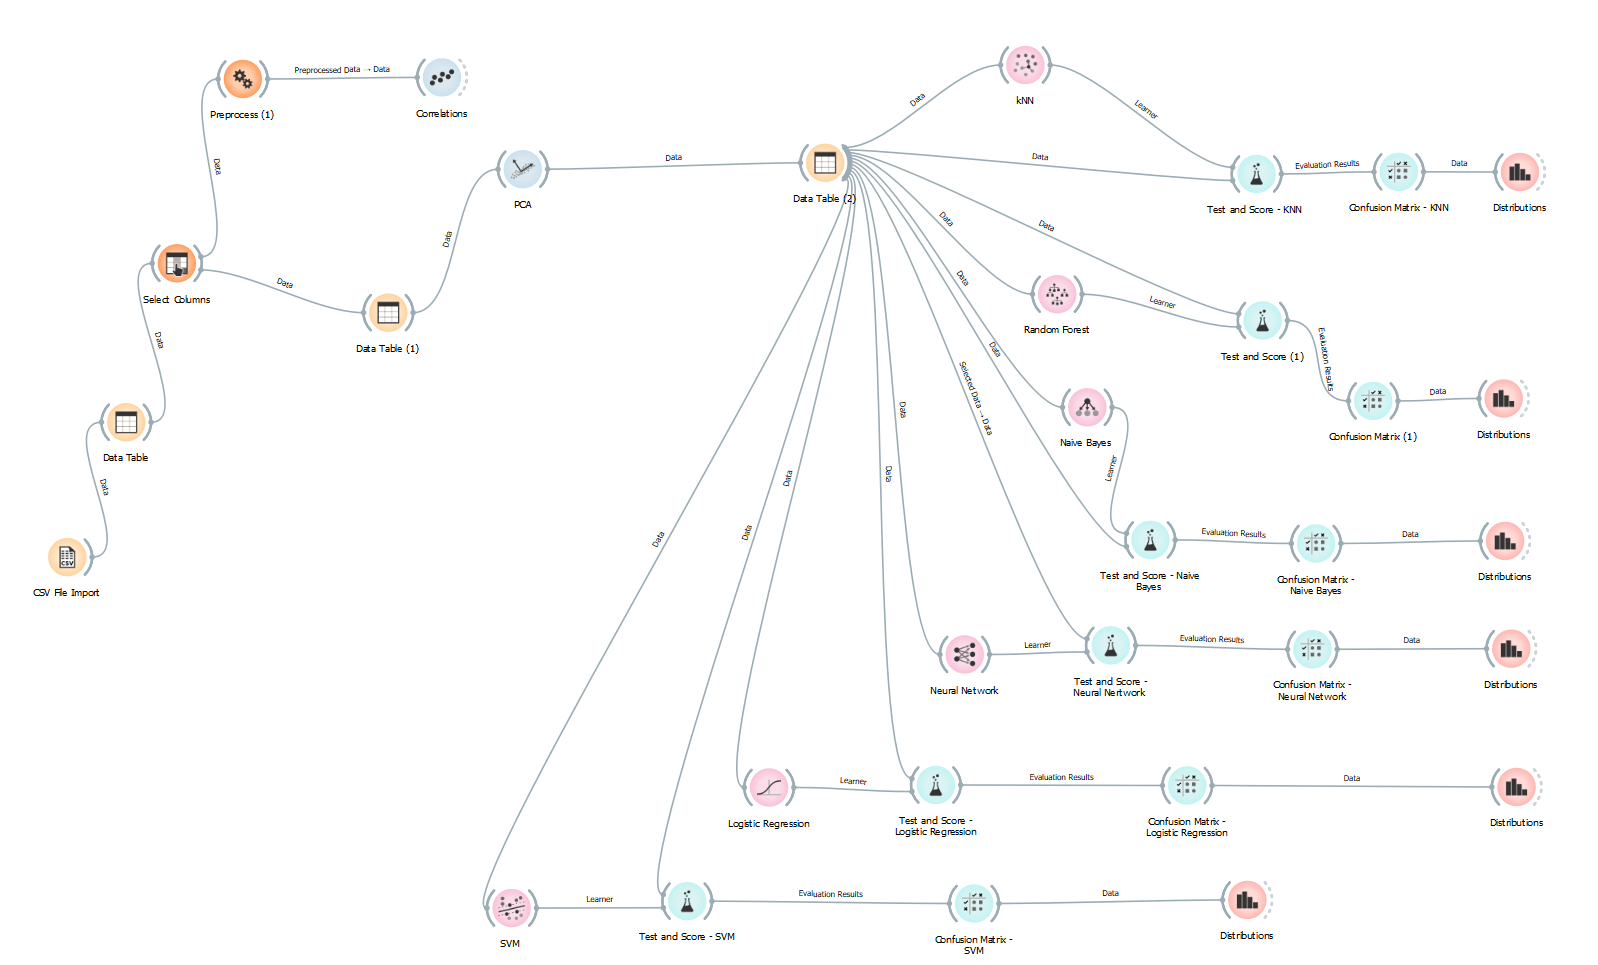 Preprocessed Data → Data
Preprocess (1)
Correlations
Data
Data
PCA
Data
Data Table (2)
Data
kNN
Learner
Data
Evaluation Results
Data
Test and Score - KNN
Confusion Matrix - KNN
Distributions
Select Columns
Data
Data Table (1)
Data
Data
Data
Data
Random Forest
Learner
Test and Score (1)
Evaluation Results
Confusion Matrix (1)
Data
Distributions
Data
Data Table
Data
CSV File Import
Data
Naive Bayes
Learner
Data
Test and Score - Naive
Bayes
Evaluation Results
Confusion Matrix -
Naive Bayes
Data
Distributions
Selected Data → Data
Data
Neural Network
Learner
Test and Score -
Neural Nertwork
Evaluation Results
Confusion Matrix -
Neural Network
Data
Distributions
Data
Data
Logistic Regression
Learner
Test and Score -
Logistic Regression
Evaluation Results
Confusion Matrix -
Logistic Regression
Data
Distributions
Data
Data
SVM
Learner
Test and Score - SVM
Evaluation Results
Confusion Matrix -
SVM
Data
Distributions